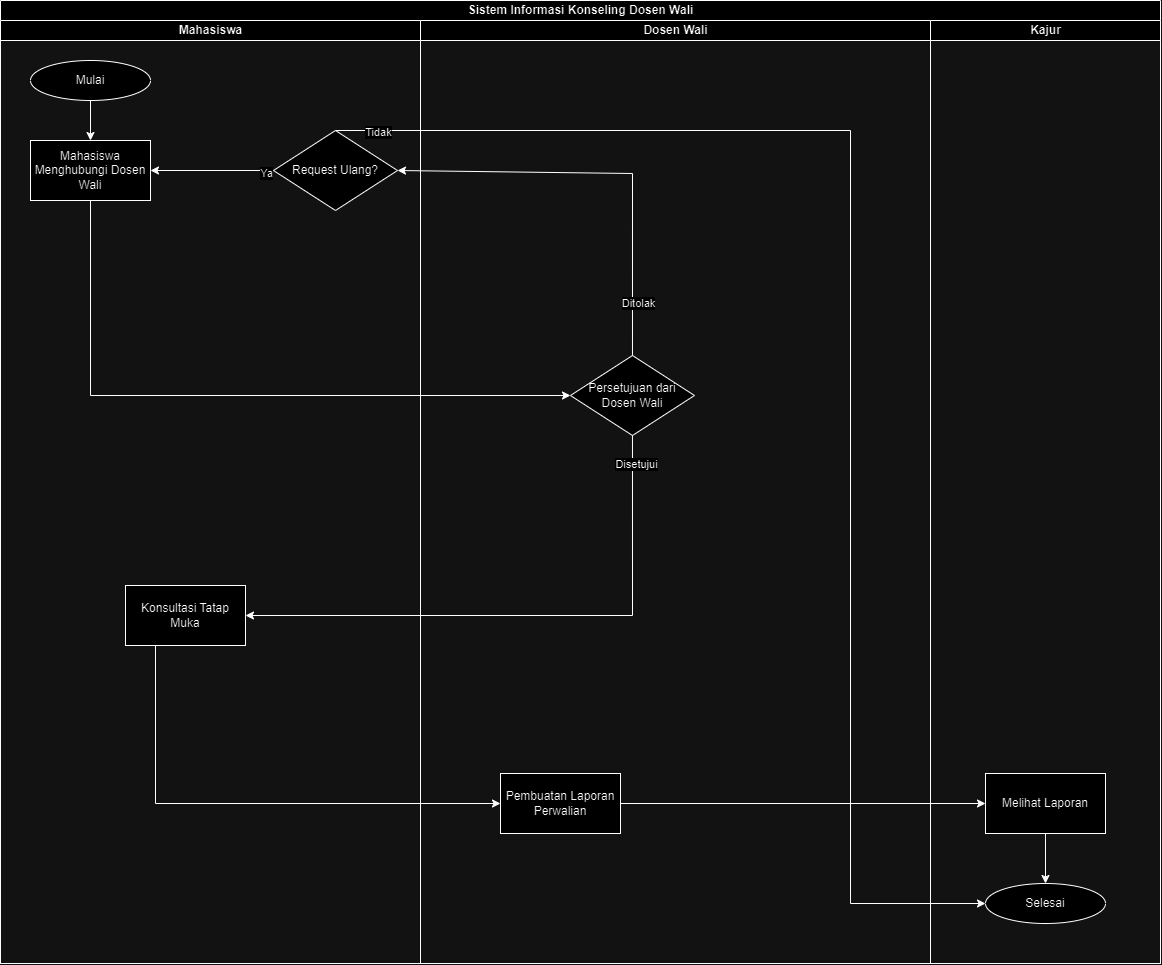 Sistem Informasi Konseling Dosen Wali
Mahasiswa
Dosen Wali
Kajur
Mulai
Tidak
Mahasiswa
Menghubungi Dosen
Wali
Ya
Request Ulang?
Ditolak
Persetujuan dari
Dosen Wali
Disetujui
Konsultasi Tatap
Muka
Pembuatan Laporan
Perwalian
Melihat Laporan
Selesai